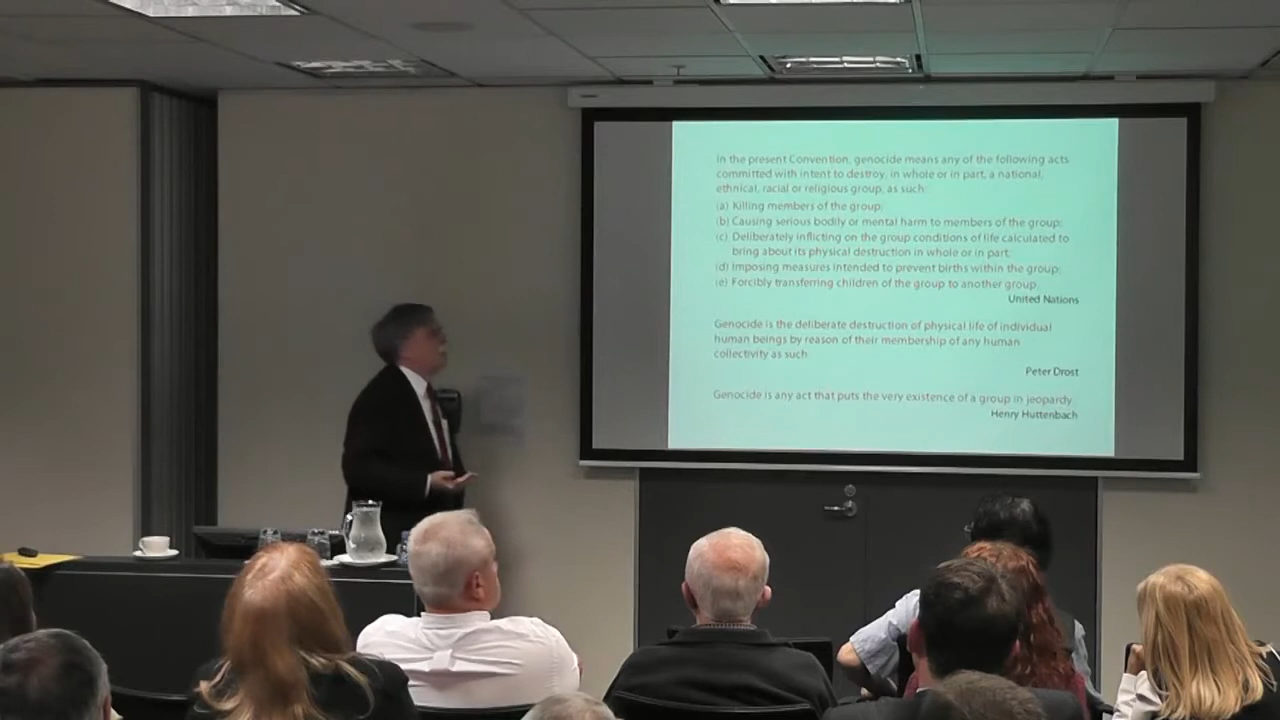 In the present Convention, genocide means any of the following acts
committed with intent to destroy, in whole or in part, a national,
ethnical, racial or religious group, as such:
(a) Killing members of the group;
(b) Causing serious bodily or mental harm to members of the group;
(c) Deliberately inflicting on the group conditions of life calculated to
bring about its physical destruction in whole or in part;
(d) Imposing measures intended to prevent births within the group;
(e) Forcibly transferring children of the group to another group.
United Nations
Genocide is the deliberate destruction of physical life of individual
human beings by reason of their membership of any human
collectivity as such.
Peter Drost
Genocide is any act that puts the very existence of a group in jeopardy.
Henry Huttenbach